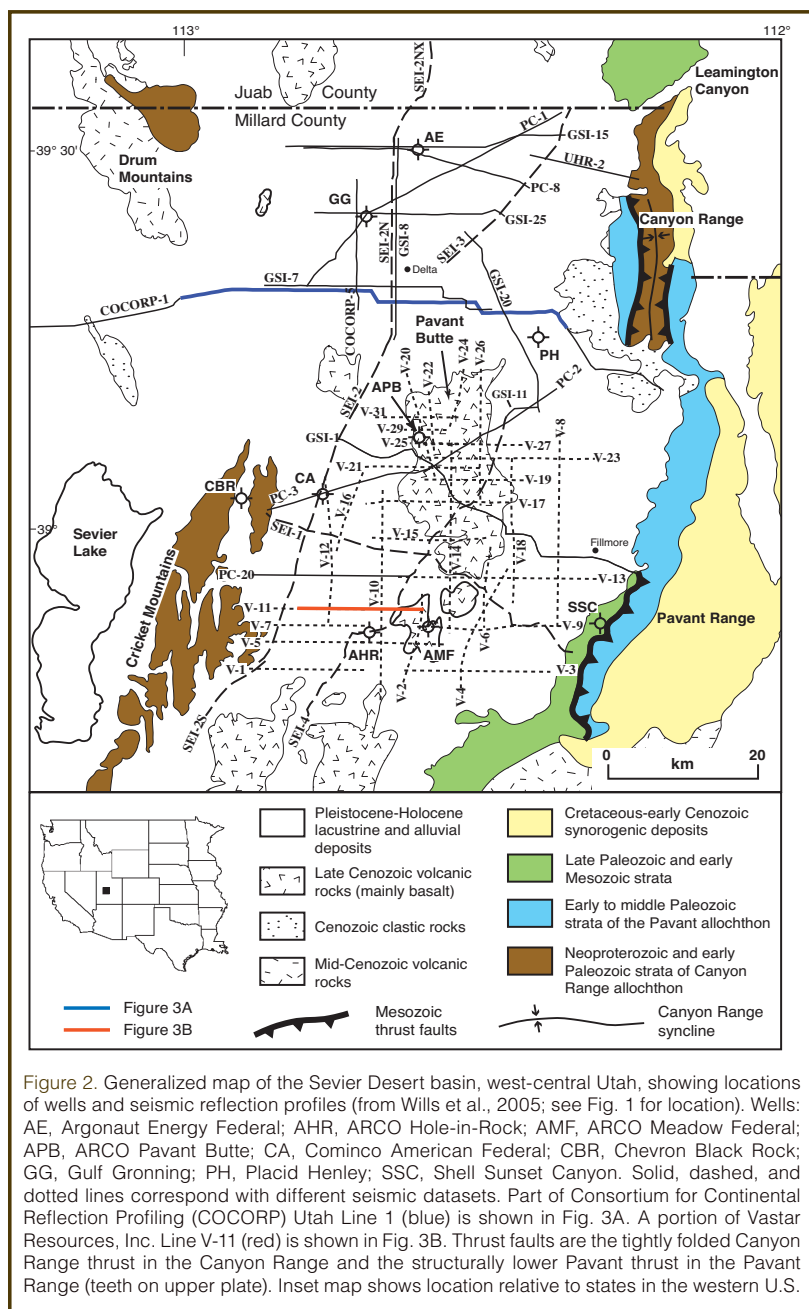 113°
112°
SEI-2NX
Leamington
Canyon
Juab County
Millard County
PC-1
GSI-15
AE
39° 30'
UHR-2
Drum
Mountains
PC-8
GG
GSI-25
Canyon Range
SEI-2N
GSI-8
SEI-3
Delta
GSI-7
GSI-20
COCORP-1
COCORP-5
Pavant
Butte
PH
V-20
V-22
V-24
V-26
PC-2
SEI-2
APB
GSI-11
V-31
V-29
V-8
GSI-1
V-25
V-27
V-23
V-21
CBR
CA
V-19
PC-3
V-16
V-17
39°
SEI-1
Sevier
Lake
V-15
Fillmore
V-12
V-14
V-18
PC-20
V-10
V-13
Cricket Mountains
V-11
SSC
Pavant Range
V-7
V-9
V-5
V-6
AHR
AMF
V-1
V-3
V-2
V-4
SEI-2S
SEI-4
0 20
km
Pleistocene-Holocene
lacustrine and alluvial
deposits
Late Cenozoic volcanic
rocks (mainly basalt)
Cenozoic clastic rocks
Mid-Cenozoic volcanic
rocks
Cretaceous-early Cenozoic
synorogenic deposits
Late Paleozoic and early
Mesozoic strata
Early to middle Paleozoic
strata of the Pavant allochthon
Neoproterozoic and early
Paleozoic strata of Canyon
Range allochthon
Figure 3A
Figure 3B
Mesozoic
thrust faults
Canyon Range
syncline
Figure 2. Generalized map of the Sevier Desert basin, west-central Utah, showing locations
of wells and seismic reflection profiles (from Wills et al., 2005; see Fig. 1 for location). Wells:
AE, Argonaut Energy Federal; AHR, ARCO Hole-in-Rock; AMF, ARCO Meadow Federal;
APB, ARCO Pavant Butte; CA, Cominco American Federal; CBR, Chevron Black Rock;
GG, Gulf Gronning; PH, Placid Henley; SSC, Shell Sunset Canyon. Solid, dashed, and
dotted lines correspond with different seismic datasets. Part of Consortium for Continental
Reflection Profiling (COCORP) Utah Line 1 (blue) is shown in Fig. 3A. A portion of Vastar
Resources, Inc. Line V-11 (red) is shown in Fig. 3B. Thrust faults are the tightly folded Canyon
Range thrust in the Canyon Range and the structurally lower Pavant thrust in the Pavant
Range (teeth on upper plate). Inset map shows location relative to states in the western U.S.